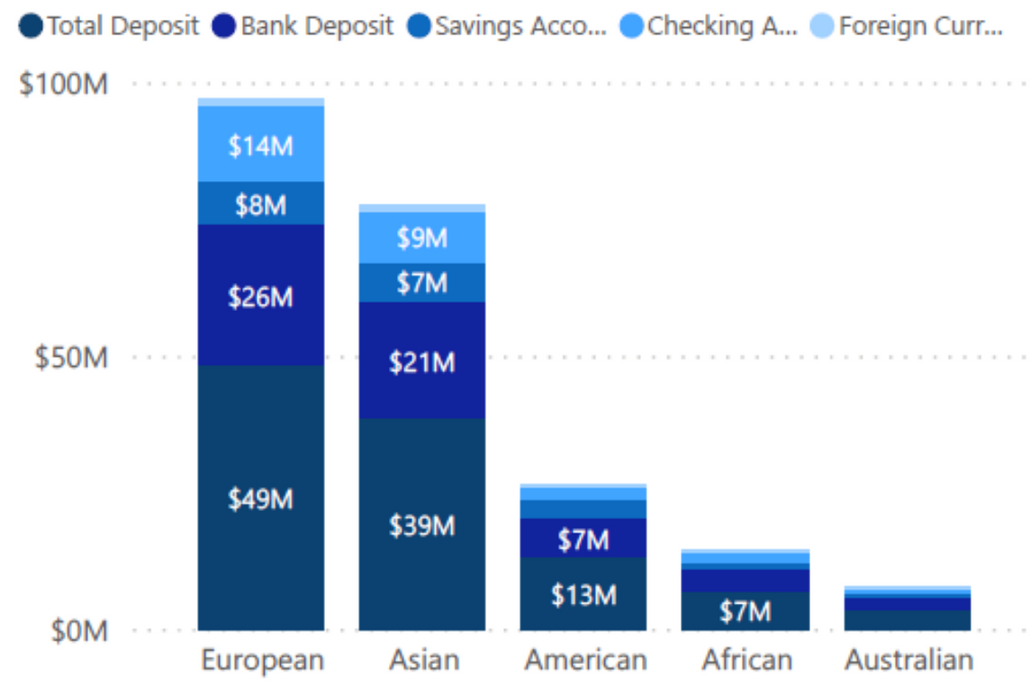 Total Deposit Bank Deposit Savings Acco... Checking A... Foreign Curr...
$100M
$14M
$8M
$9M
$7M
$26M
$50M
$21M
$49M
$39M
$7M
$13M
$7M
$0M
European Asian American African Australian